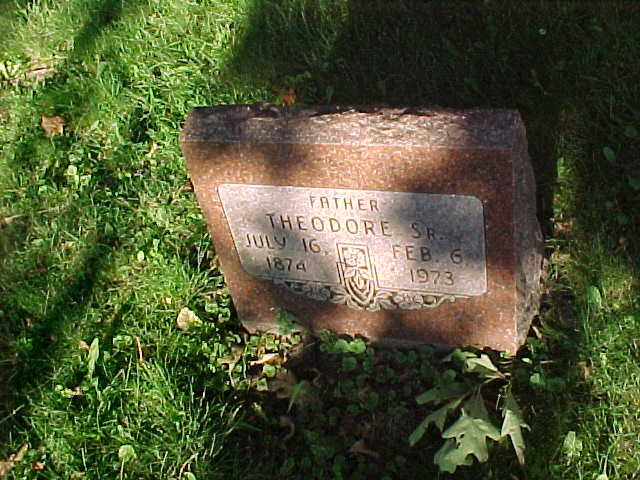 FATHER
THEODORE SR.
JULY 16, FEB. 6
1874 1973